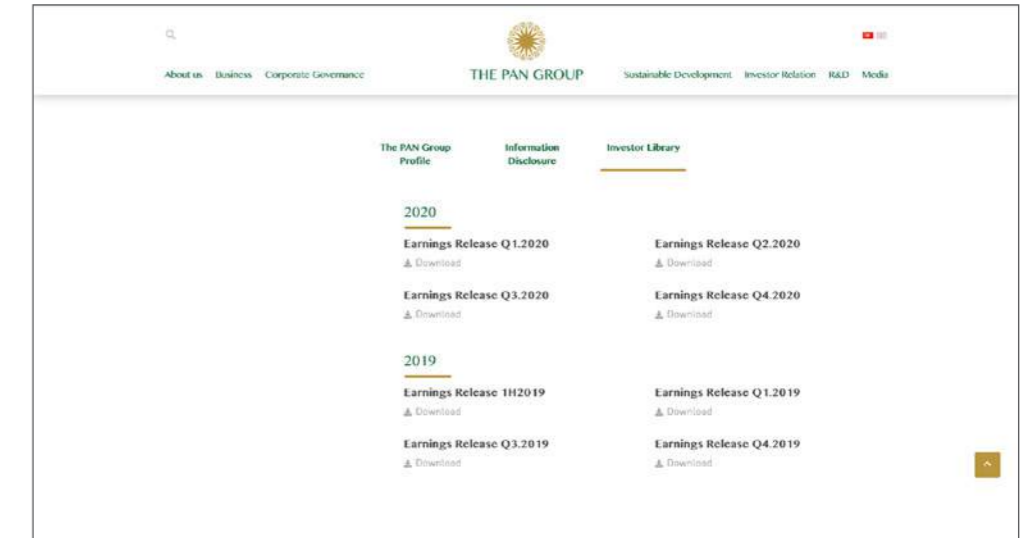 About us Business Corporate Governance
THE PAN GROUP
Sustainable Development Investor Relation R&D Media
The PAN Group
Profile
Information
Disclosure
Investor Library
2020
Earnings Release Q1.2020
Download
Earnings Release Q2.2020
Download
Earnings Release Q3.2020
Download
Earnings Release Q4.2020
Download
2019
Earnings Release 1H2019
Download
Earnings Release Q1.2019
Download
Earnings Release Q3.2019
Download
Earnings Release Q4.2019
Download